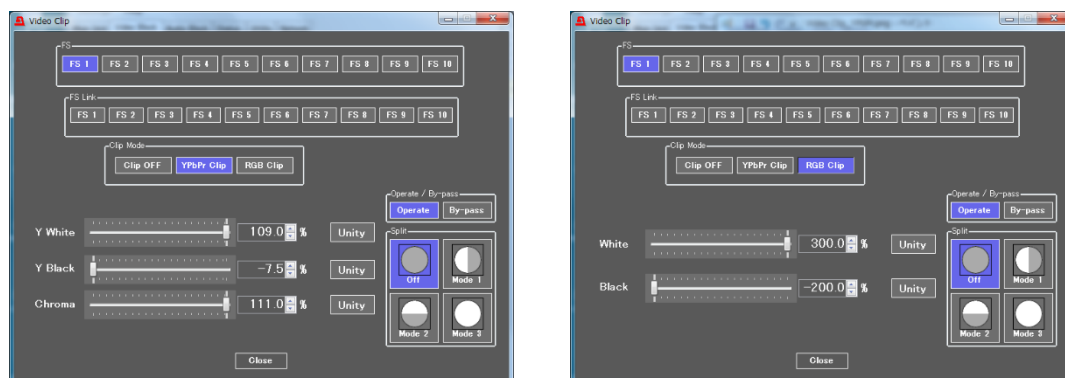 Video Clip
FS
FS 1 FS 2 FS 3 FS 4 FS 5 FS 6 FS 7 FS 8 FS 9 FS 10
FS Link
FS 1 FS 2 FS 3 FS 4 FS 5 FS 6 FS 7 FS 8 FS 9 FS 10
Clip Mode
Clip OFF YPbPr Clip RGB Clip
Operate / By-pass
Operate By-pass
Y White 109.0 % Unity
Y Black -7.5 % Unity
Chroma 111.0 % Unity
Split
Off Mode 1
Mode 2 Mode 3
Close
Video Clip
FS
FS 1 FS 2 FS 3 FS 4 FS 5 FS 6 FS 7 FS 8 FS 9 FS 10
FS Link
FS 1 FS 2 FS 3 FS 4 FS 5 FS 6 FS 7 FS 8 FS 9 FS 10
Clip Mode
Clip OFF YPbPr Clip RGB Clip
Operate / By-pass
Operate By-pass
White 300.0 % Unity
Black -200.0 % Unity
Split
Off Mode 1
Mode 2 Mode 3
Close